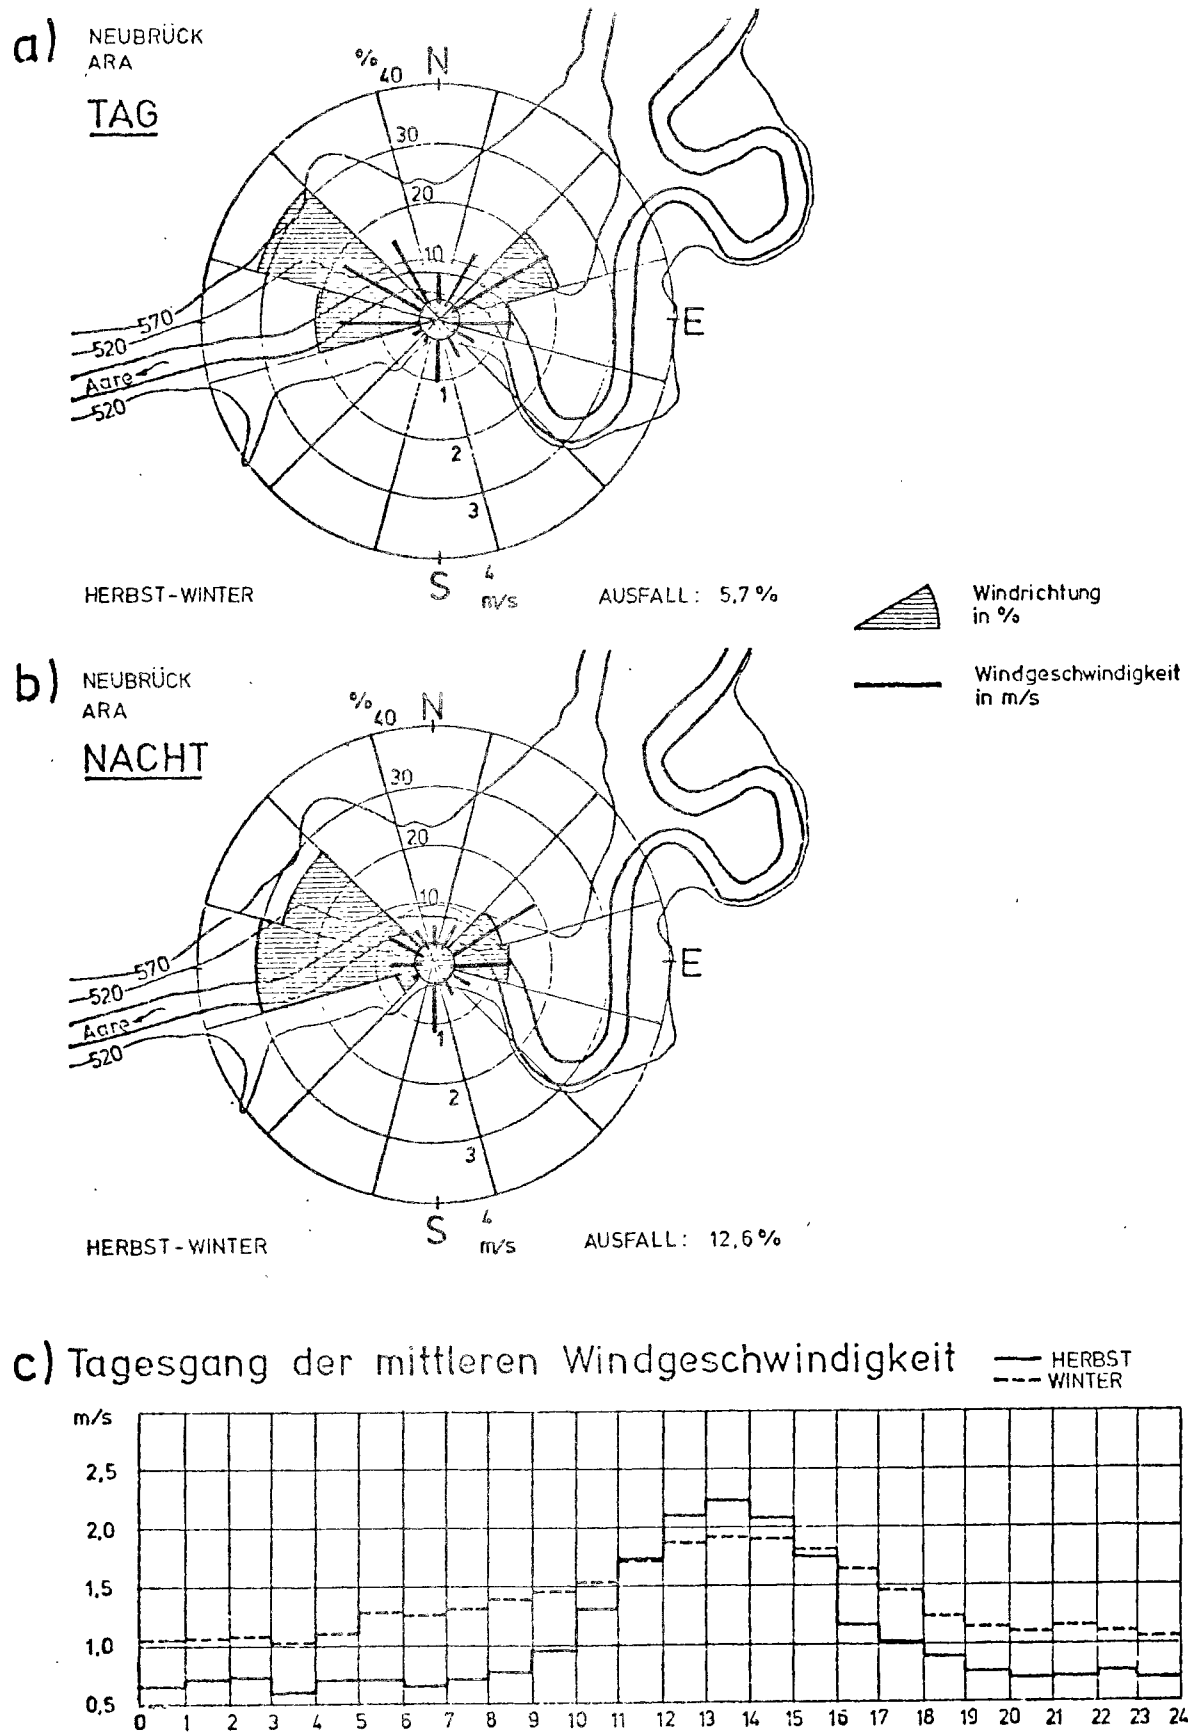 a) NEUBRÜCK
ARA
TAG
% 40 N
30
20
10
E
570
520
Aare
520
1
2
3
S 4
m/s
HERBST-WINTER AUSFALL: 5,7%
Windrichtung
in %
Windgeschwindigkeit
in m/s
b) NEUBRÜCK
ARA
NACHT
% 40 N
30
20
10
E
570
520
Aare
520
1
2
3
S 4
m/s
HERBST-WINTER AUSFALL: 12,6%
c) Tagesgang der mittleren Windgeschwindigkeit
HERBST
WINTER
m/s
2,5
2,0
1,5
1,0
0,5
0 1 2 3 4 5 6 7 8 9 10 11 12 13 14 15 16 17 18 19 20 21 22 23 24